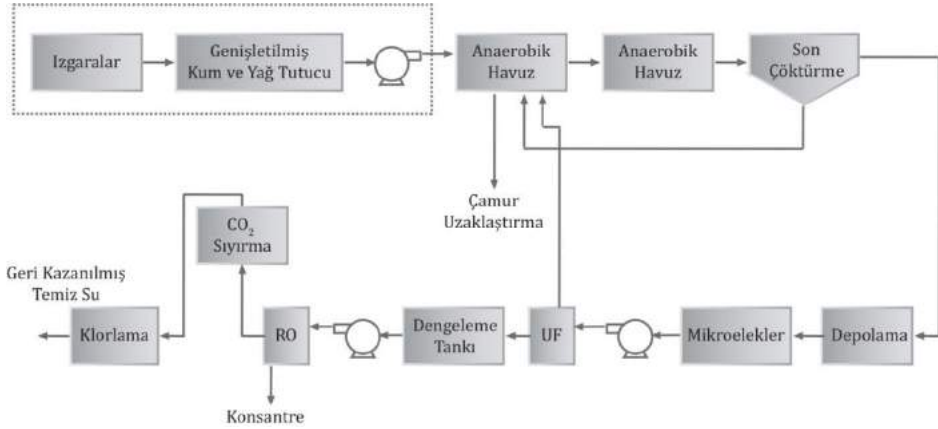 Izgaralar
Genişletilmiş
Kum ve Yağ Tutucu
Anaerobik
Havuz
Anaerobik
Havuz
Son
Çöktürme
Çamur
Uzaklaştırma
CO₂
Sıyırma
Geri Kazanılmış
Temiz Su
Klorlama
RO
Dengeleme
Tankı
UF
Mikroelekler
Depolama
Konsantre